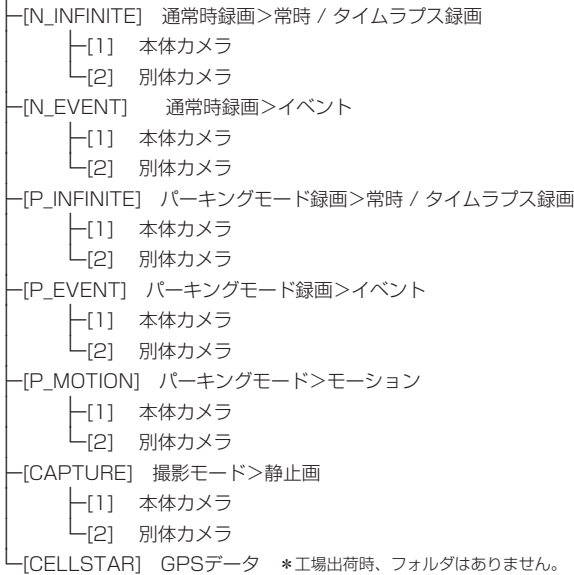 [N_INFINITE] 通常時録画>常時 / タイムラプス録画
[1] 本体カメラ
[2] 別体カメラ
[N_EVENT] 通常時録画>イベント
[1] 本体カメラ
[2] 別体カメラ
[P_INFINITE] パーキングモード録画>常時 / タイムラプス録画
[1] 本体カメラ
[2] 別体カメラ
[P_EVENT] パーキングモード録画>イベント
[1] 本体カメラ
[2] 別体カメラ
[P_MOTION] パーキングモード>モーション
[1] 本体カメラ
[2] 別体カメラ
[CAPTURE] 撮影モード>静止画
[1] 本体カメラ
[2] 別体カメラ
[CELLSTAR] GPSデータ *工場出荷時、フォルダはありません。